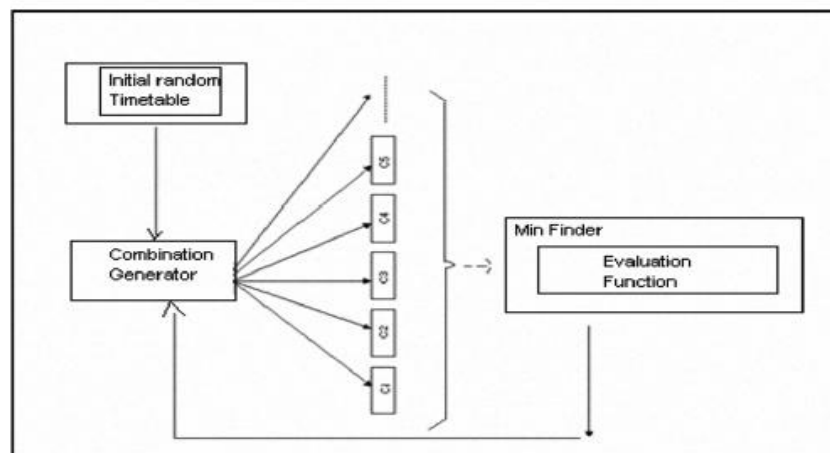 Initial random
Timetable
C5
C4
Combination
Generator
C3
C2
C1
Min Finder
Evaluation
Function